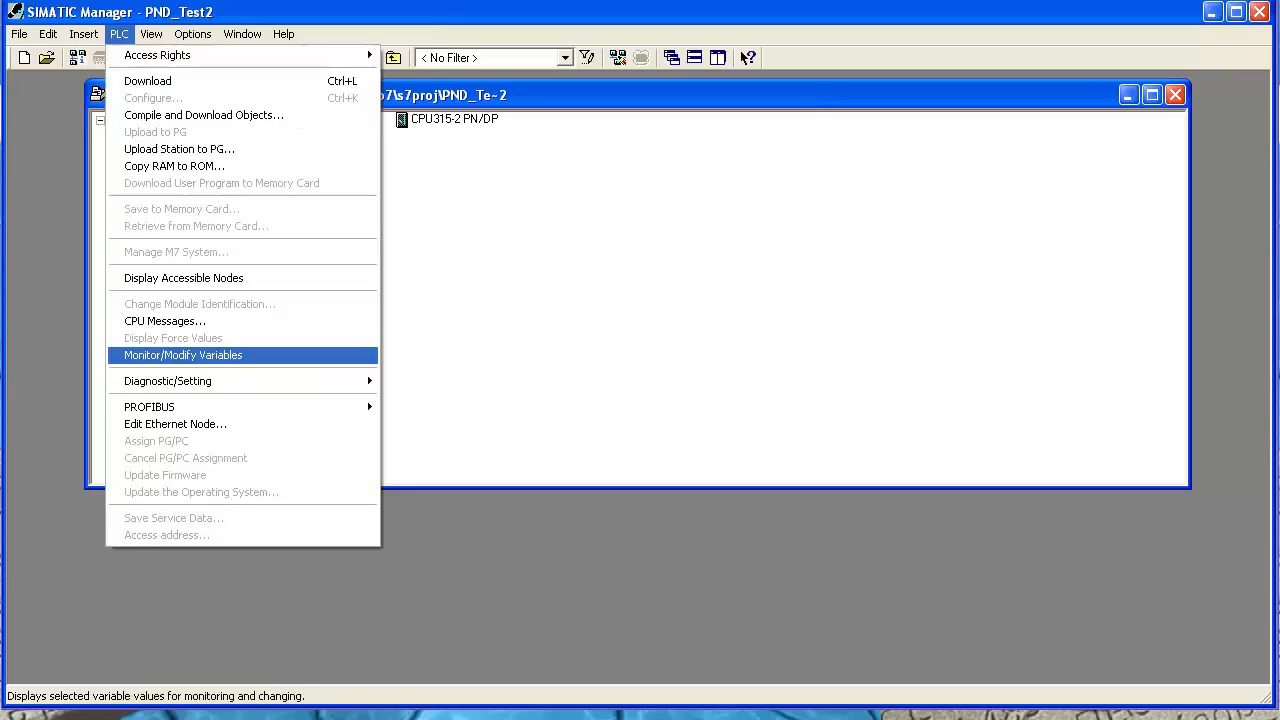 SIMATIC Manager - PND_Test2
File Edit Insert PLC View Options Window Help
< No Filter >
p7\s7proj\PND_Te~2
CPU315-2 PN/DP
Access Rights
Download Ctrl+L
Configure... Ctrl+K
Compile and Download Objects...
Upload to PG
Upload Station to PG...
Copy RAM to ROM...
Download User Program to Memory Card
Save to Memory Card...
Retrieve from Memory Card...
Manage M7 System...
Display Accessible Nodes
Change Module Identification...
CPU Messages...
Display Force Values
Monitor/Modify Variables
Diagnostic/Setting
PROFIBUS
Edit Ethernet Node...
Assign PG/PC
Cancel PG/PC Assignment
Update Firmware
Update the Operating System...
Save Service Data...
Access address...
Displays selected variable values for monitoring and changing.